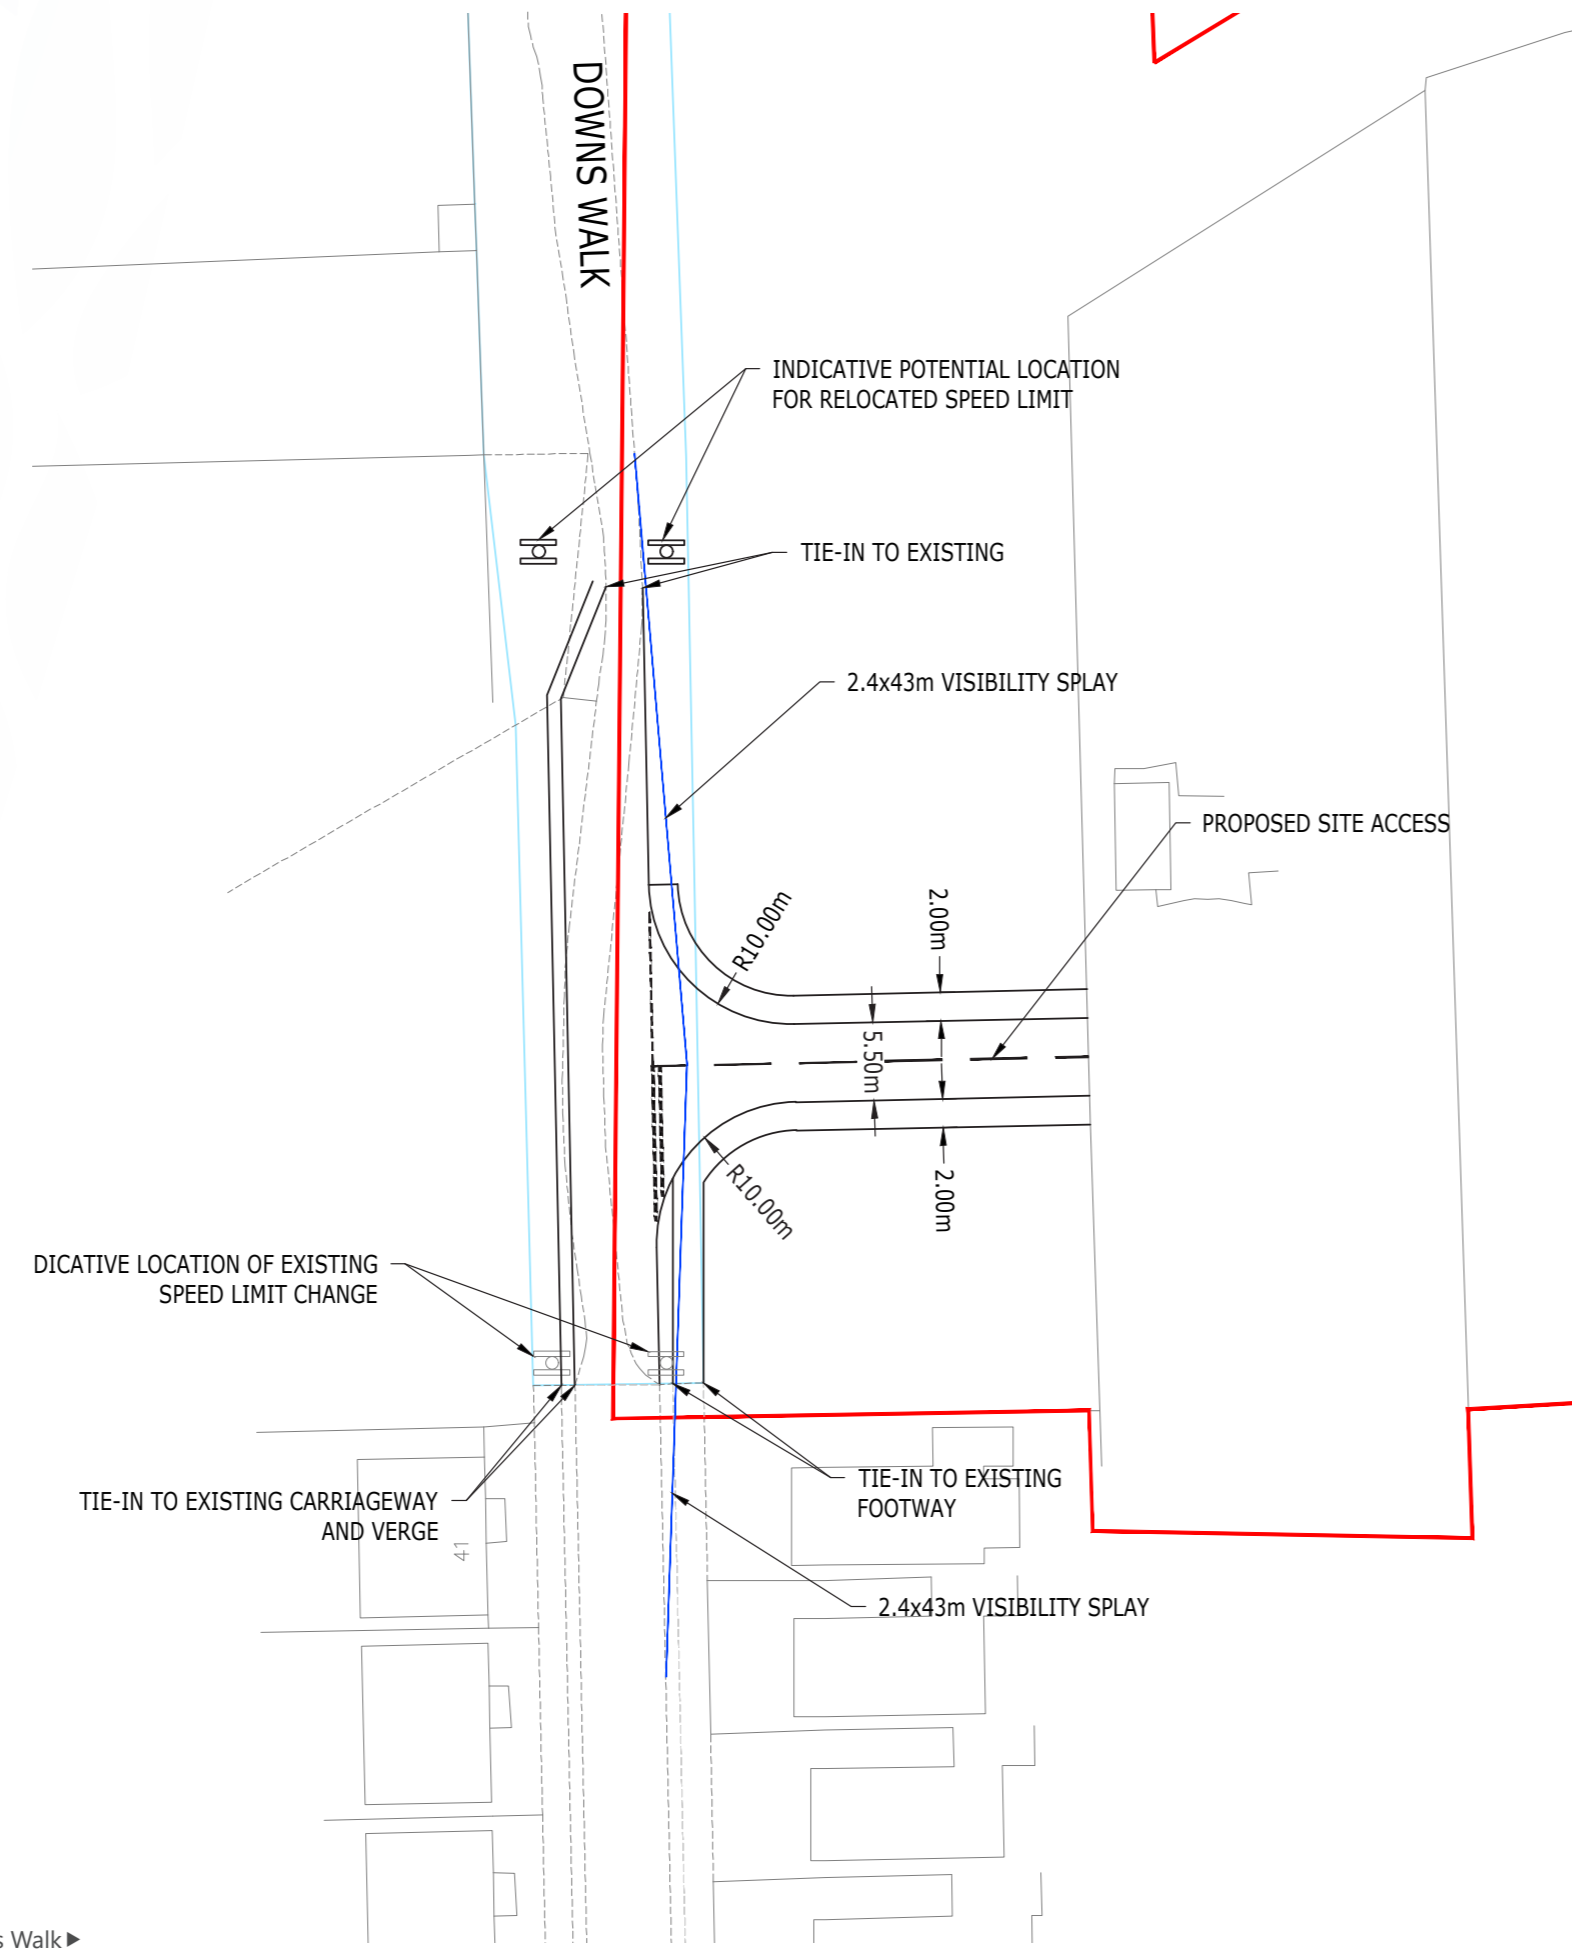 DOWNS WALK
INDICATIVE POTENTIAL LOCATION
FOR RELOCATED SPEED LIMIT
TIE-IN TO EXISTING
2.4x43m VISIBILITY SPLAY
PROPOSED SITE ACCESS
R10.00m
2.00m
5.50m
R10.00m
2.00m
DICATIVE LOCATION OF EXISTING
SPEED LIMIT CHANGE
TIE-IN TO EXISTING CARRIAGEWAY
AND VERGE
41
TIE-IN TO EXISTING
FOOTWAY
2.4x43m VISIBILITY SPLAY
s Walk ▶